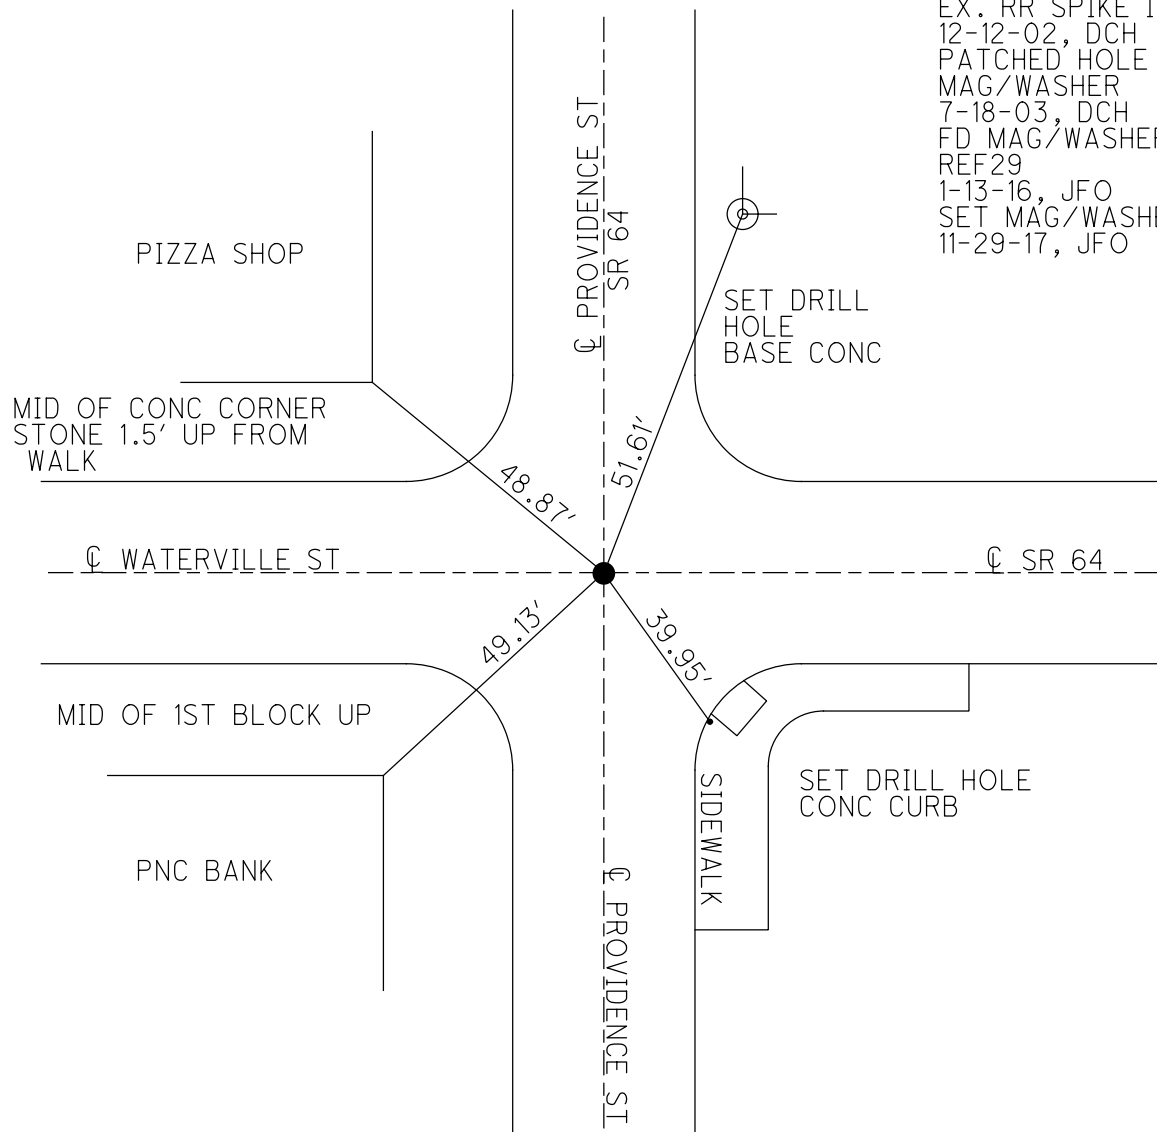 EX. RR SPIKE
12-12-02, DCH
PATCHED HOLE
MAG/WASHER
7-18-03, DCH
FD MAG/WASHER
REF29
1-13-16, JFO
SET
11-29-17, JFO
℄ PROVIDENCE ST
SR 64
PIZZA SHOP
SET DRILL
HOLE
BASE CONC
MID OF CONC CORNER
STONE 1.5' UP FROM
WALK
48.87'
51.61'
℄ WATERVILLE ST
℄ SR 64
49.13'
39.95'
MID OF 1ST BLOCK UP
SET DRILL HOLE
CONC CURB
SIDEWALK
PNC BANK
℄ PROVIDENCE ST